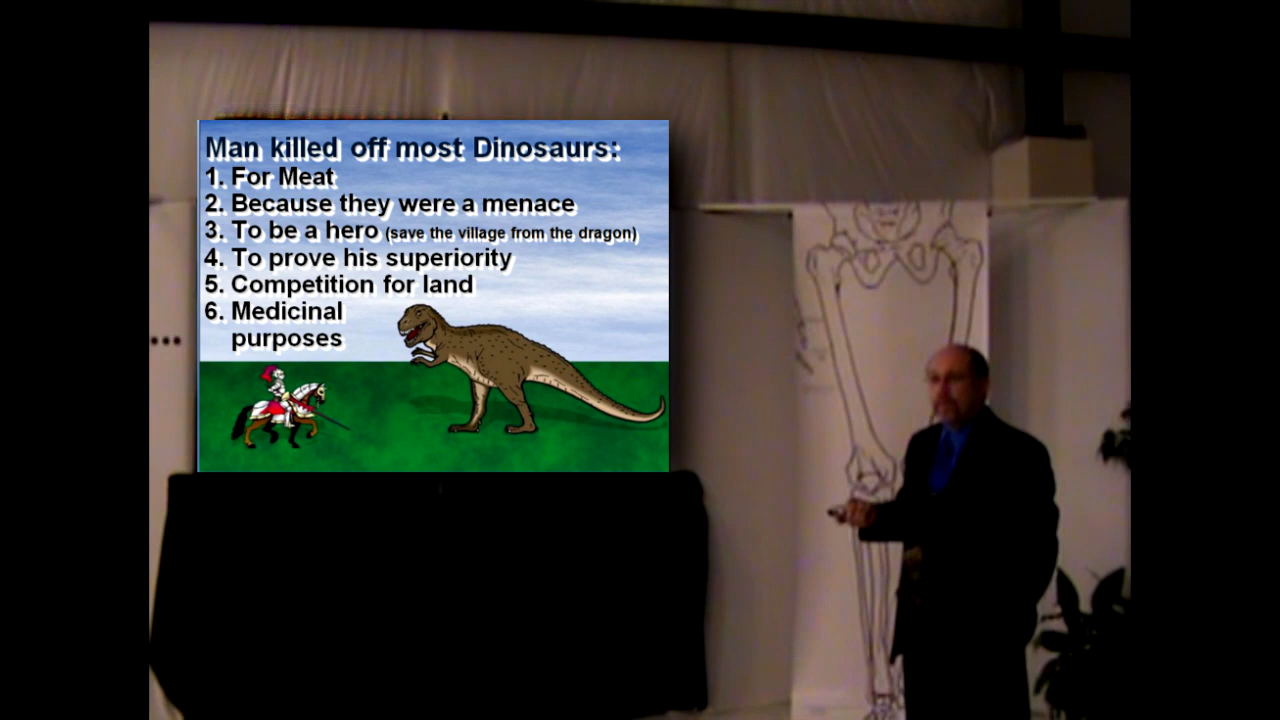 Man killed off most Dinosaurs:
1. For Meat
2. Because they were a menace
3. To be a hero (save the village from the dragon)
4. To prove his superiority
5. Competition for land
6. Medicinal
purposes